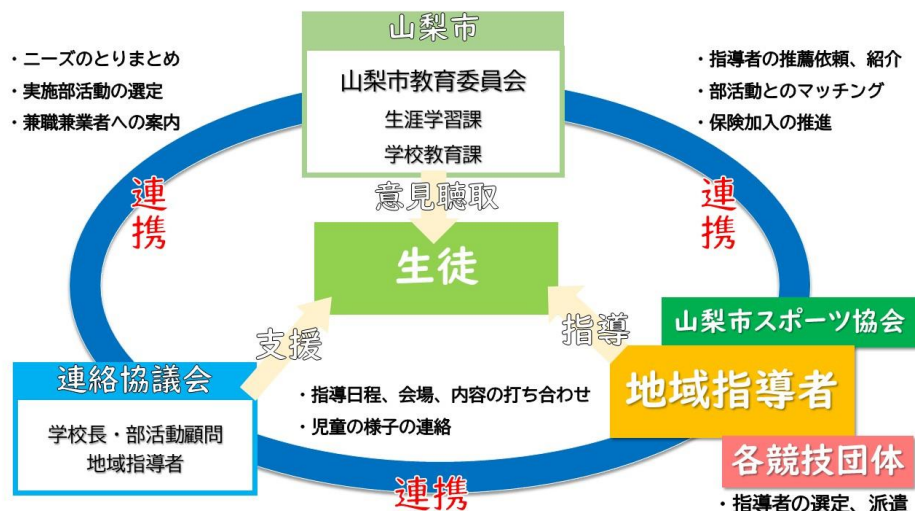 山梨市
・ニーズのとりまとめ
・実施部活動の選定
・兼職兼業者への案内
山梨市教育委員会
生涯学習課
学校教育課
・指導者の推薦依頼、紹介
・部活動とのマッチング
・保険加入の推進
連携
連携
意見聴取
生徒
支援
指導
山梨市スポーツ協会
地域指導者
各競技団体
・指導者の選定、派遣
連絡協議会
学校長・部活動顧問
地域指導者
・指導日程、会場、内容の打ち合わせ
・児童の様子の連絡
連携